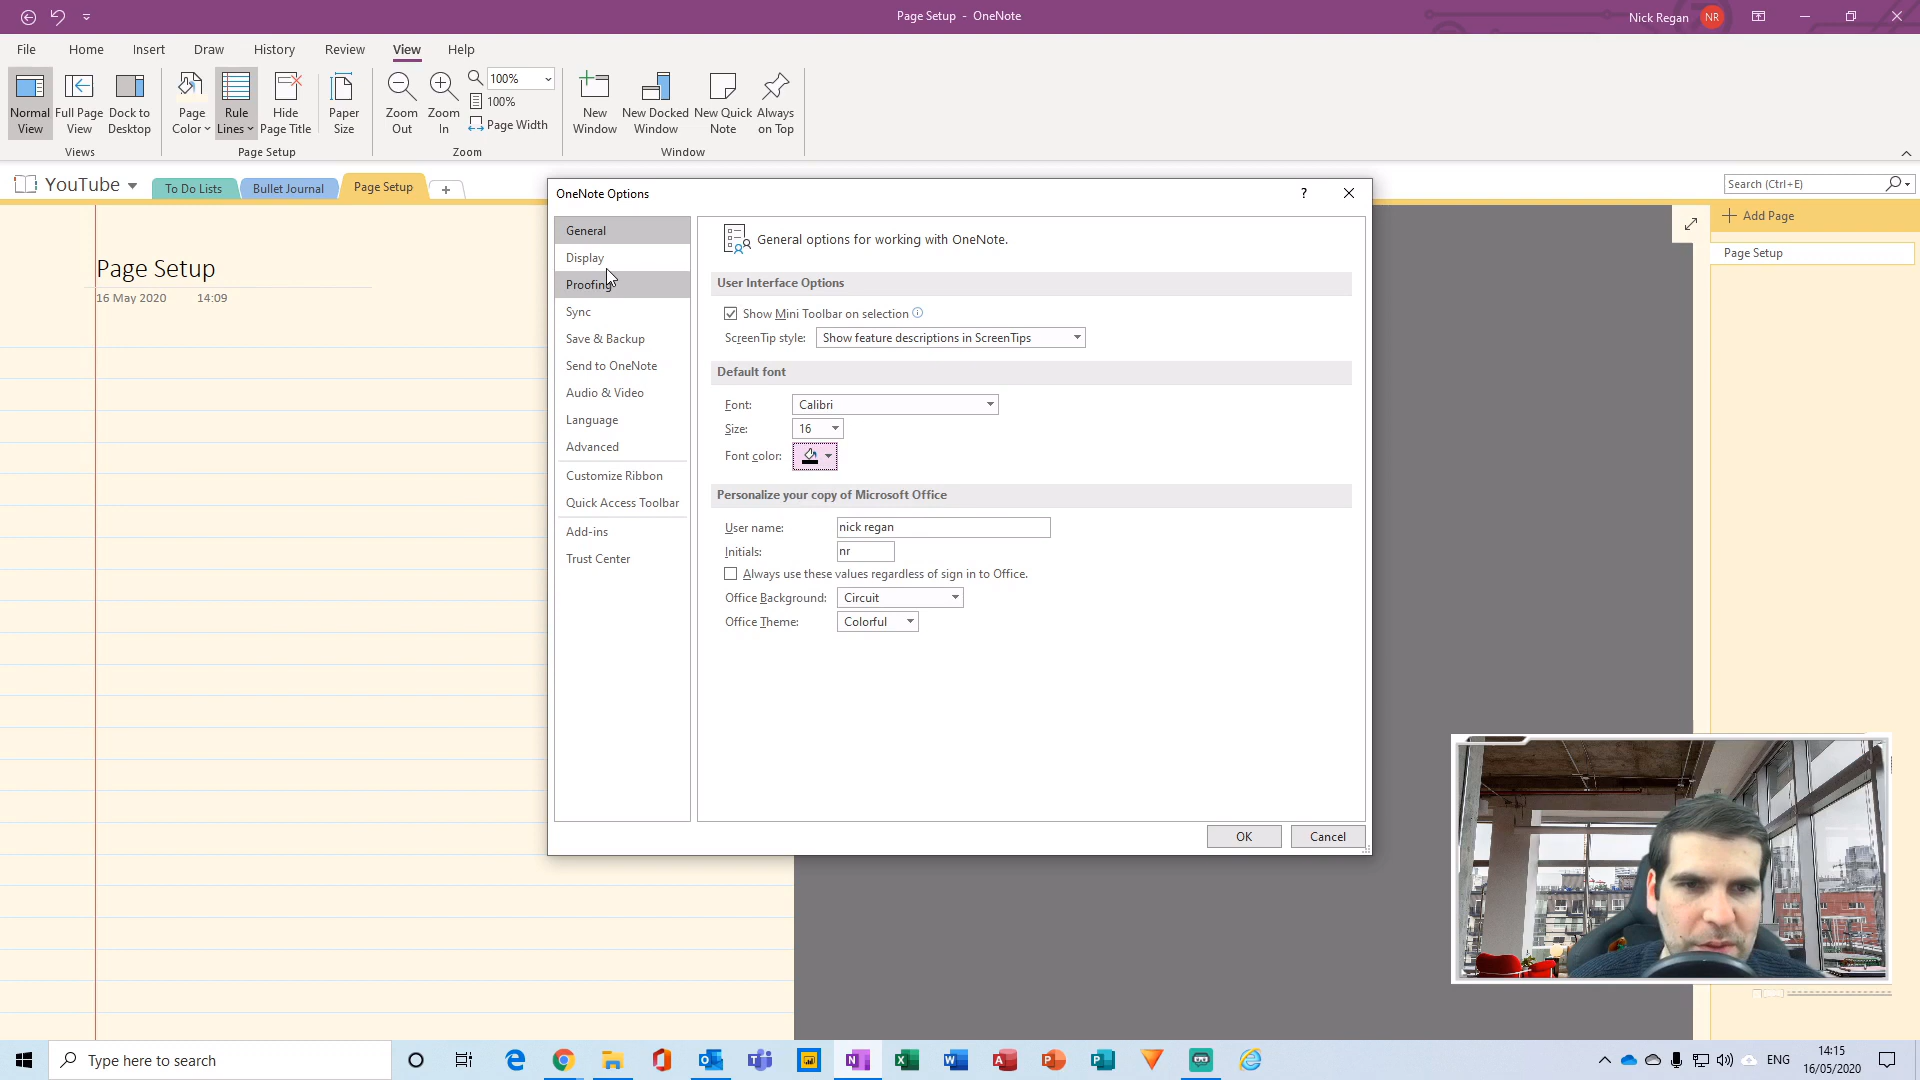 Page Setup - OneNote
Nick Regan NR
File Home Insert Draw History Review View Help
Normal View
Full Page View
Dock to Desktop
Views
Page Color
Rule Lines
Hide Page Title
Paper Size
Page Setup
Zoom Out
Zoom In
100%
100%
Page Width
Zoom
New Window
New Docked Window
New Quick Note
Always on Top
Window
YouTube
To Do Lists
Bullet Journal
Page Setup
Search (Ctrl+E)
Add Page
Page Setup
Page Setup
16 May 2020 14:09
OneNote Options
General
Display
Proofing
Sync
Save & Backup
Send to OneNote
Audio & Video
Language
Advanced
Customize Ribbon
Quick Access Toolbar
Add-ins
Trust Center
General options for working with OneNote.
User Interface Options
Show Mini Toolbar on selection
ScreenTip style: Show feature descriptions in ScreenTips
Default font
Font: Calibri
Size: 16
Font color:
Personalize your copy of Microsoft Office
User name: nick regan
Initials: nr
Always use these values regardless of sign in to Office.
Office Background: Circuit
Office Theme: Colorful
OK
Cancel
Type here to search
ENG
14:15
16/05/2020